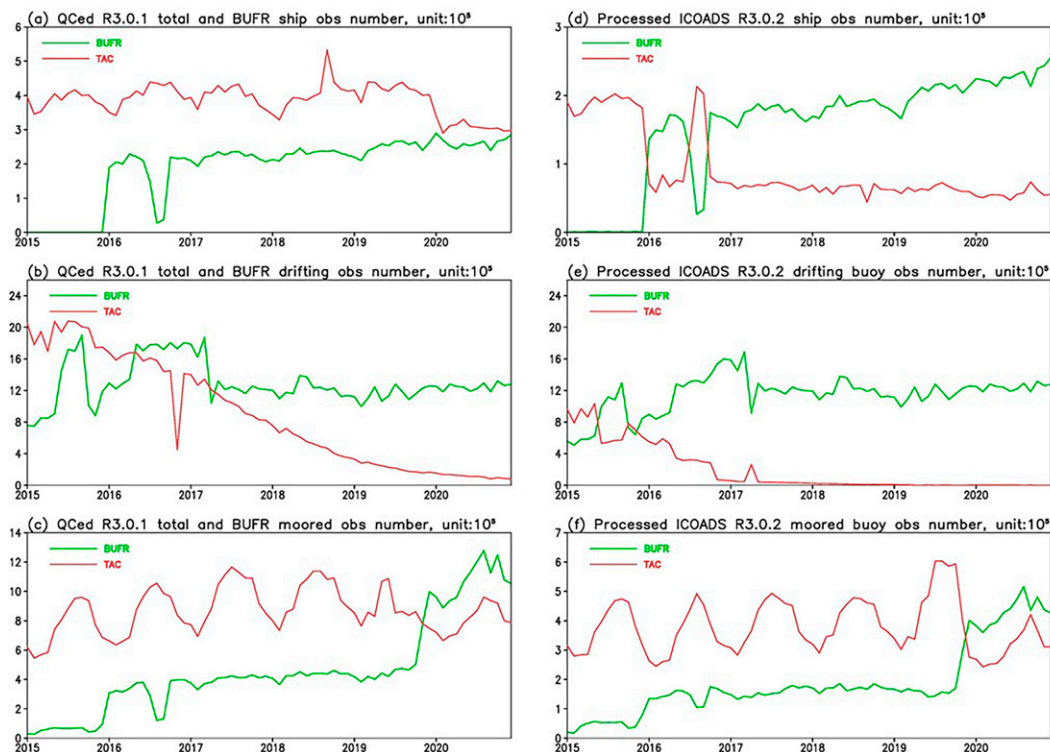 (a) QCed R3.0.1 total and BUFR ship obs number, unit:10⁵
6
5
4
3
2
1
0
BUFR
TAC
2015 2016 2017 2018 2019 2020
(d) Processed ICOADS R3.0.2 ship obs number, unit:10⁵
3
2
1
0
BUFR
TAC
2015 2016 2017 2018 2019 2020
(b) QCed R3.0.1 total and BUFR drifting obs number, unit:10⁵
24
20
16
12
8
4
0
BUFR
TAC
2015 2016 2017 2018 2019 2020
(e) Processed ICOADS R3.0.2 drifting buoy obs number, unit:10⁵
24
20
16
12
8
4
0
BUFR
TAC
2015 2016 2017 2018 2019 2020
(c) QCed R3.0.1 total and BUFR moored obs number, unit:10⁵
14
12
10
8
6
4
2
0
BUFR
TAC
2015 2016 2017 2018 2019 2020
(f) Processed ICOADS R3.0.2 moored buoy obs number, unit:10⁵
7
6
5
4
3
2
1
0
BUFR
TAC
2015 2016 2017 2018 2019 2020